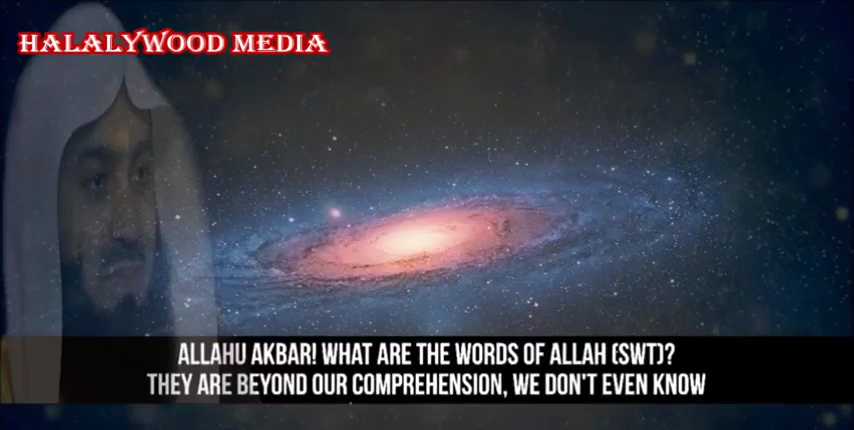 HALALYWOOD MEDIA
ALLAHU AKBAR! WHAT ARE THE WORDS OF ALLAH (SWT)?
THEY ARE BEYOND OUR COMPREHENSION, WE DON'T EVEN KNOW